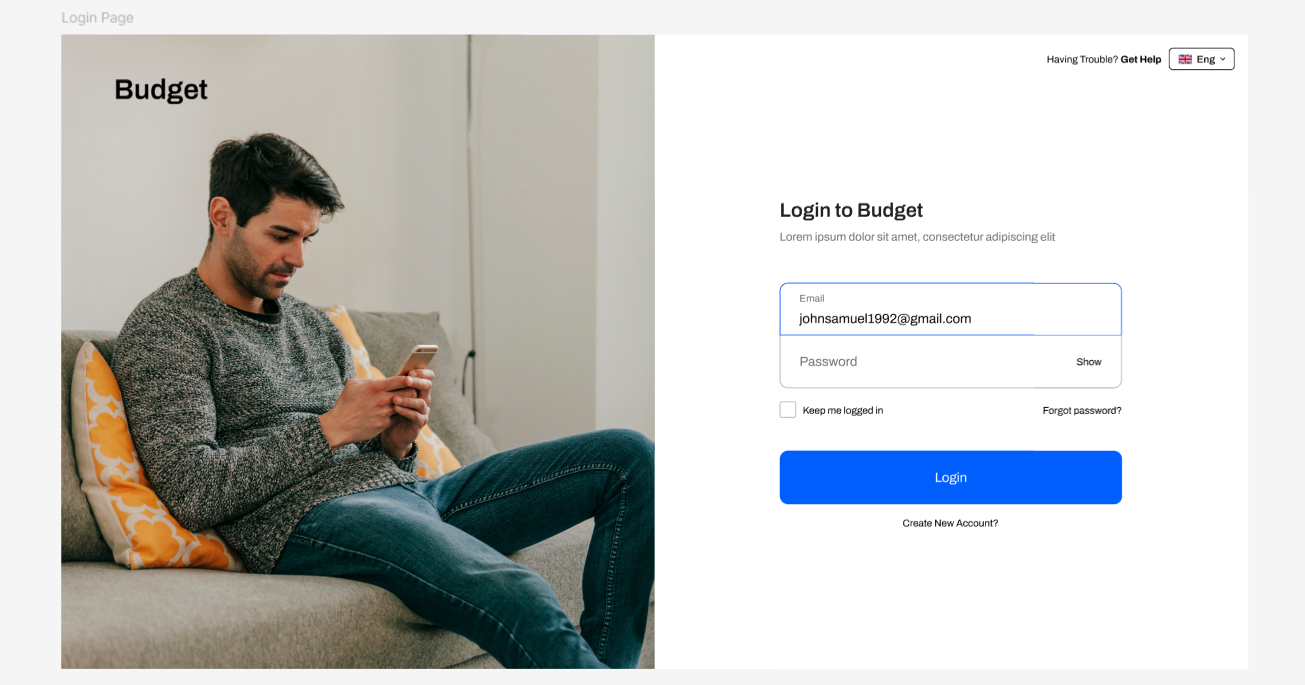 Login Page
Budget
Having Trouble? Get Help
Eng
Login to Budget
Lorem ipsum dolor sit amet, consectetur adipiscing elit
Email
johnsamuel1992@gmail.com
Password
Show
Keep me logged in
Forgot password?
Login
Create New Account?